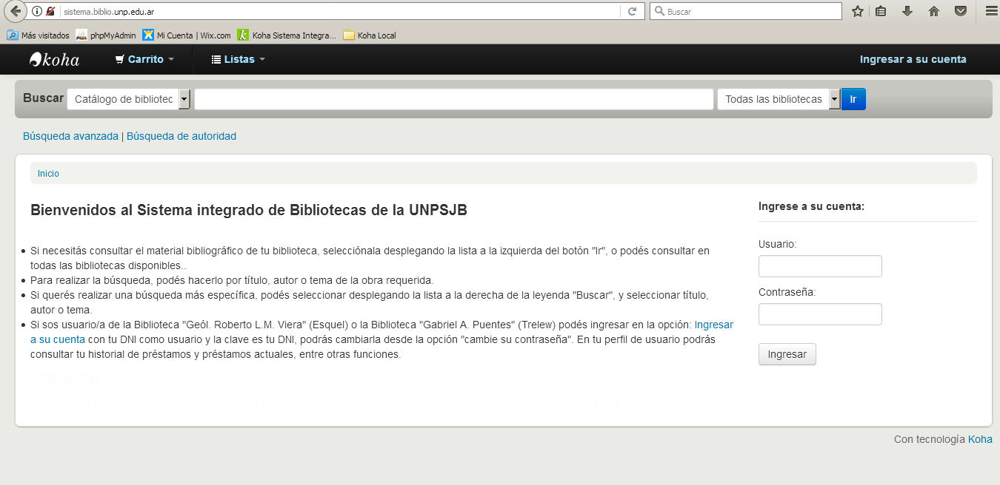 sistema.biblio.unp.edu.ar
Buscar
Más visitados phpMyAdmin Mi Cuenta | Wix.com Koha Sistema Integra... Koha Local
koha Carrito Listas Ingresar a su cuenta
Buscar Catálogo de bibliotec Todas las bibliotecas Ir
Búsqueda avanzada | Búsqueda de autoridad
Inicio
Bienvenidos al Sistema integrado de Bibliotecas de la UNPSJB
Si necesitás consultar el material bibliográfico de tu biblioteca, selecciónala desplegando la lista a la izquierda del botón "Ir", o podés consultar en
todas las bibliotecas disponibles..
Para realizar la búsqueda, podés hacerlo por título, autor o tema de la obra requerida.
Si querés realizar una búsqueda más específica, podés seleccionar desplegando la lista a la derecha de la leyenda "Buscar", y seleccionar título,
autor o tema.
Si sos usuario/a de la Biblioteca "Geól. Roberto L.M. Viera" (Esquel) o la Biblioteca "Gabriel A. Puentes" (Trelew) podés ingresar en la opción: Ingresar
a su cuenta con tu DNI como usuario y la clave es tu DNI, podrás cambiarla desde la opción "cambie su contraseña". En tu perfil de usuario podrás
consultar tu historial de préstamos y préstamos actuales, entre otras funciones.
Ingrese a su cuenta:
Usuario:
Contraseña:
Ingresar
Con tecnología Koha